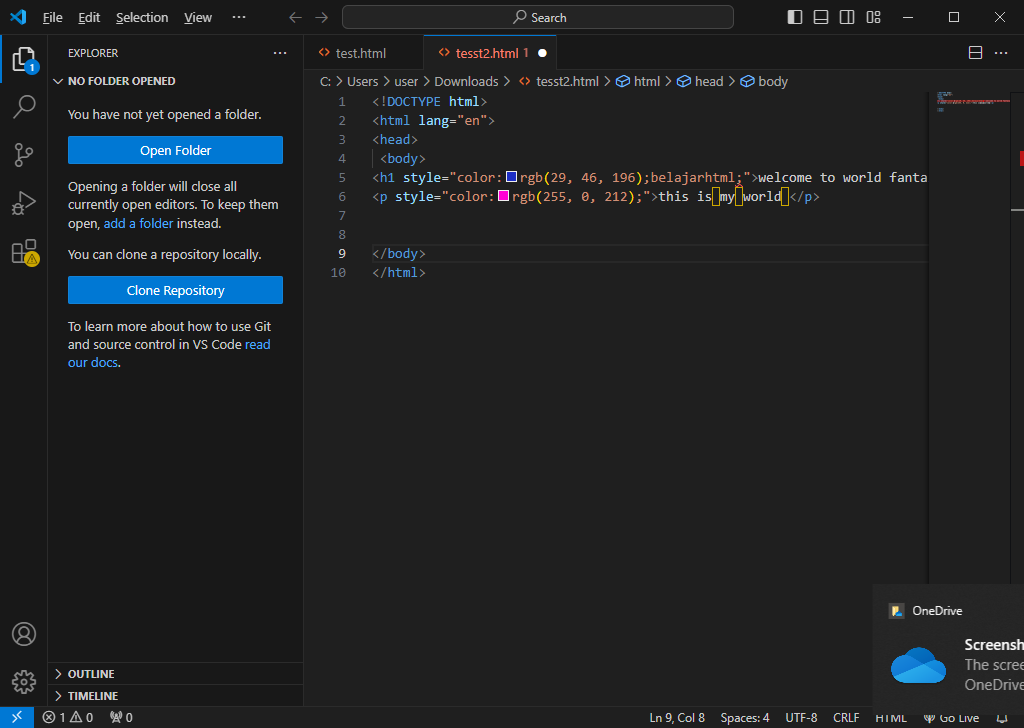 File Edit Selection View ··· Search
EXPLORER ···
NO FOLDER OPENED
You have not yet opened a folder.
Open Folder
Opening a folder will close all
currently open editors. To keep them
open, add a folder instead.
You can clone a repository locally.
Clone Repository
To learn more about how to use Git
and source control in VS Code read
our docs.
OUTLINE
TIMELINE
1
test.html
tesst2.html 1
···
C: > Users > user > Downloads > tesst2.html > html > head > body
1 <!DOCTYPE html>
2 <html lang="en">
3 <head>
4 <body>
5 <h1 style="color:rgb(29, 46, 196);belajarhtml;">welcome to world fanta
6 <p style="color:rgb(255, 0, 212);">this is my world </p>
7
8
9 </body>
10 </html>
OneDrive
Screensh
The scree
OneDrive
1 0 0
Ln 9, Col 8 Spaces: 4 UTF-8 CRLF HTML Go Live